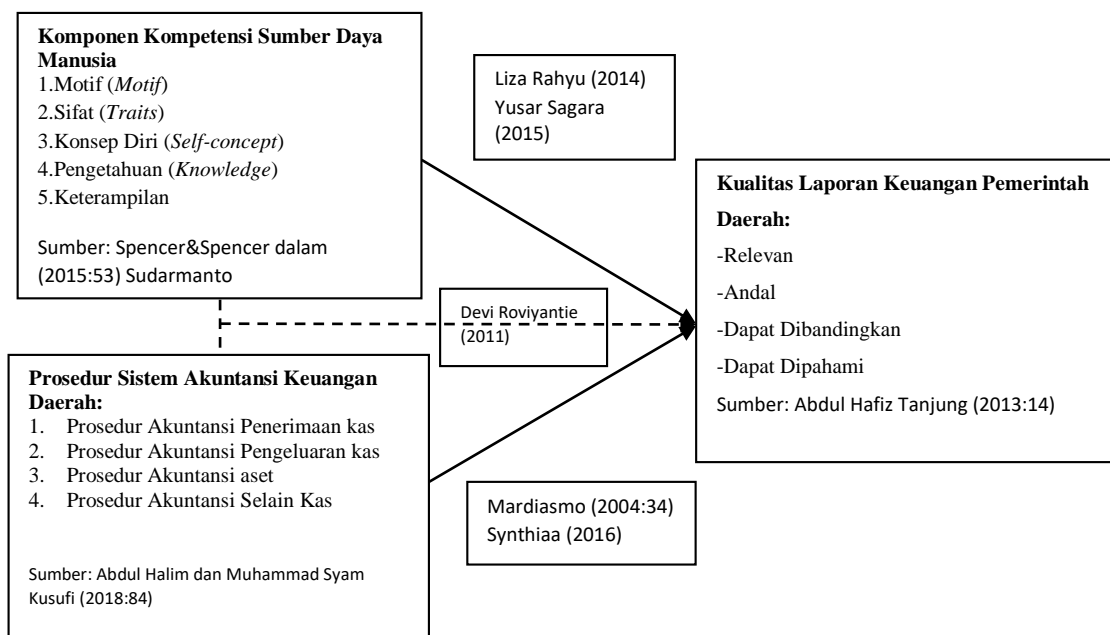 Komponen Kompetensi Sumber Daya
Manusia
1.Motif (Motif)
2.Sifat (Traits)
3.Konsep Diri (Self-concept)
4.Pengetahuan (Knowledge)
5.Keterampilan
Sumber: Spencer&Spencer dalam
(2015:53) Sudarmanto
Liza Rahyu (2014)
Yusar Sagara
(2015)
Kualitas Laporan Keuangan Pemerintah
Daerah:
-Relevan
-Andal
-Dapat Dibandingkan
-Dapat Dipahami
Sumber: Abdul Hafiz Tanjung (2013:14)
Devi Roviyantie
(2011)
Prosedur Sistem Akuntansi Keuangan
Daerah:
1. Prosedur Akuntansi Penerimaan kas
2. Prosedur Akuntansi Pengeluaran kas
3. Prosedur Akuntansi aset
4. Prosedur Akuntansi Selain Kas
Sumber: Abdul Halim dan Muhammad Syam
Kusufi (2018:84)
Mardiasmo (2004:34)
Synthiaa (2016)